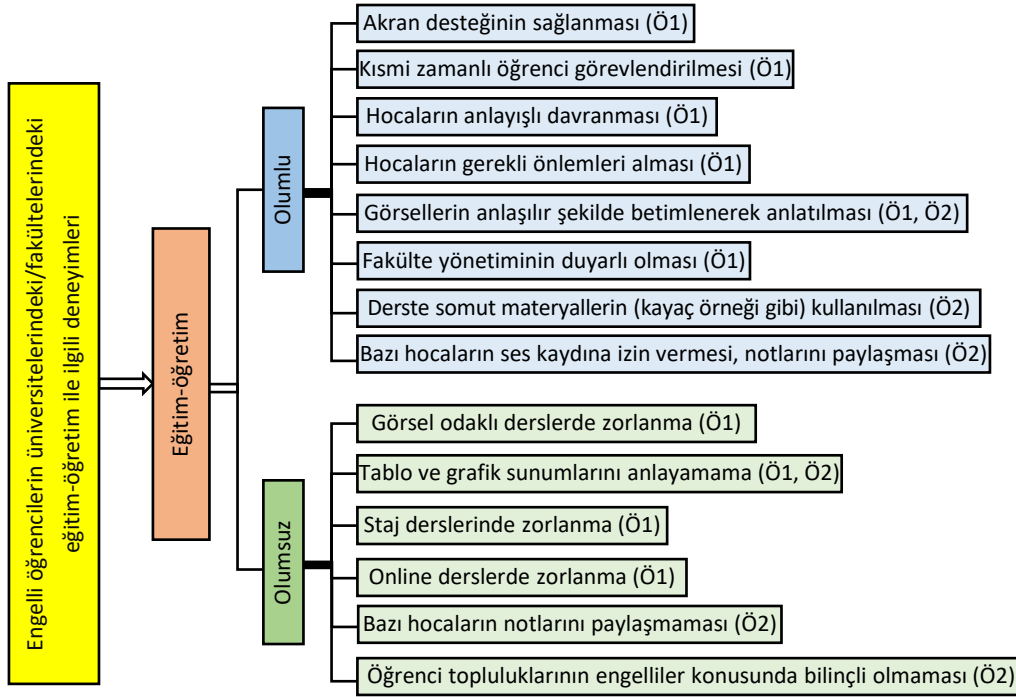 Engelli öğrencilerin üniversitelerindeki/fakültelerindeki
eğitim-öğretim ile ilgili deneyimleri
Eğitim-öğretim
Olumlu
Akran desteğinin sağlanması (Ö1)
Kısmi zamanlı öğrenci görevlendirilmesi (Ö1)
Hocaların anlayışlı davranması (Ö1)
Hocaların gerekli önlemleri alması (Ö1)
Görsellerin anlaşılır şekilde betimlenerek anlatılması (Ö1, Ö2)
Fakülte yönetiminin duyarlı olması (Ö1)
Derste somut materyallerin (kayaç örneği gibi) kullanılması (Ö2)
Bazı hocaların ses kaydına izin vermesi, notlarını paylaşması (Ö2)
Olumsuz
Görsel odaklı derslerde zorlanma (Ö1)
Tablo ve grafik sunumlarını anlayamama (Ö1, Ö2)
Staj derslerinde zorlanma (Ö1)
Online derslerde zorlanma (Ö1)
Bazı hocaların notlarını paylaşmaması (Ö2)
Öğrenci topluluklarının engelliler konusunda bilinçli olmaması (Ö2)